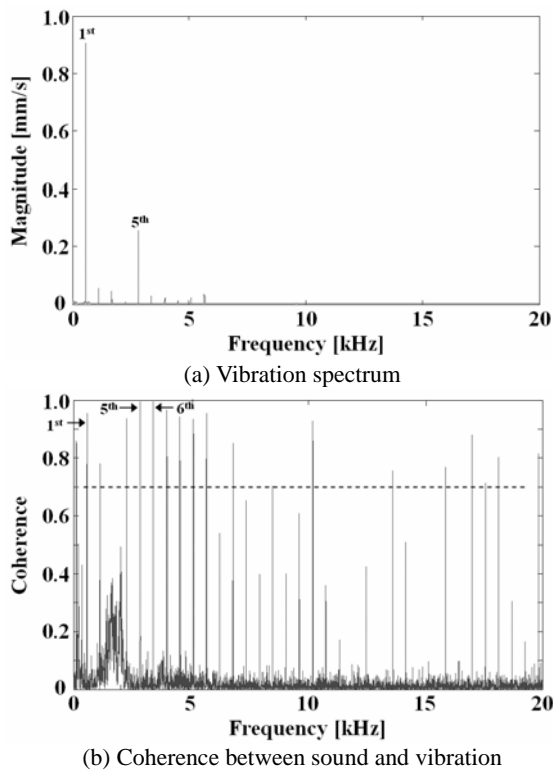 1st
5th
1.0
0.8
0.6
0.4
0.2
0
Magnitude [mm/s]
0 5 10 15 20
Frequency [kHz]
(a) Vibration spectrum
1st
5th
6th
1.0
0.8
0.6
0.4
0.2
0
Coherence
0 5 10 15 20
Frequency [kHz]
(b) Coherence between sound and vibration